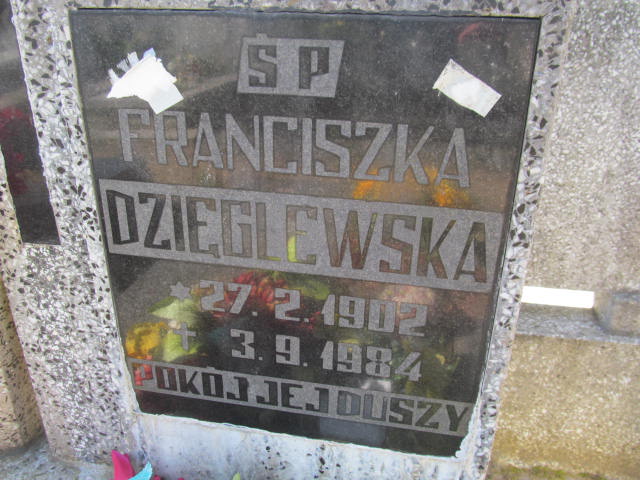 ŚP
FRANCISZKA
DZIĘGLEWSKA
* 27. 2. 1902
+ 3. 9. 1984
POKÓJ JEJ DUSZY